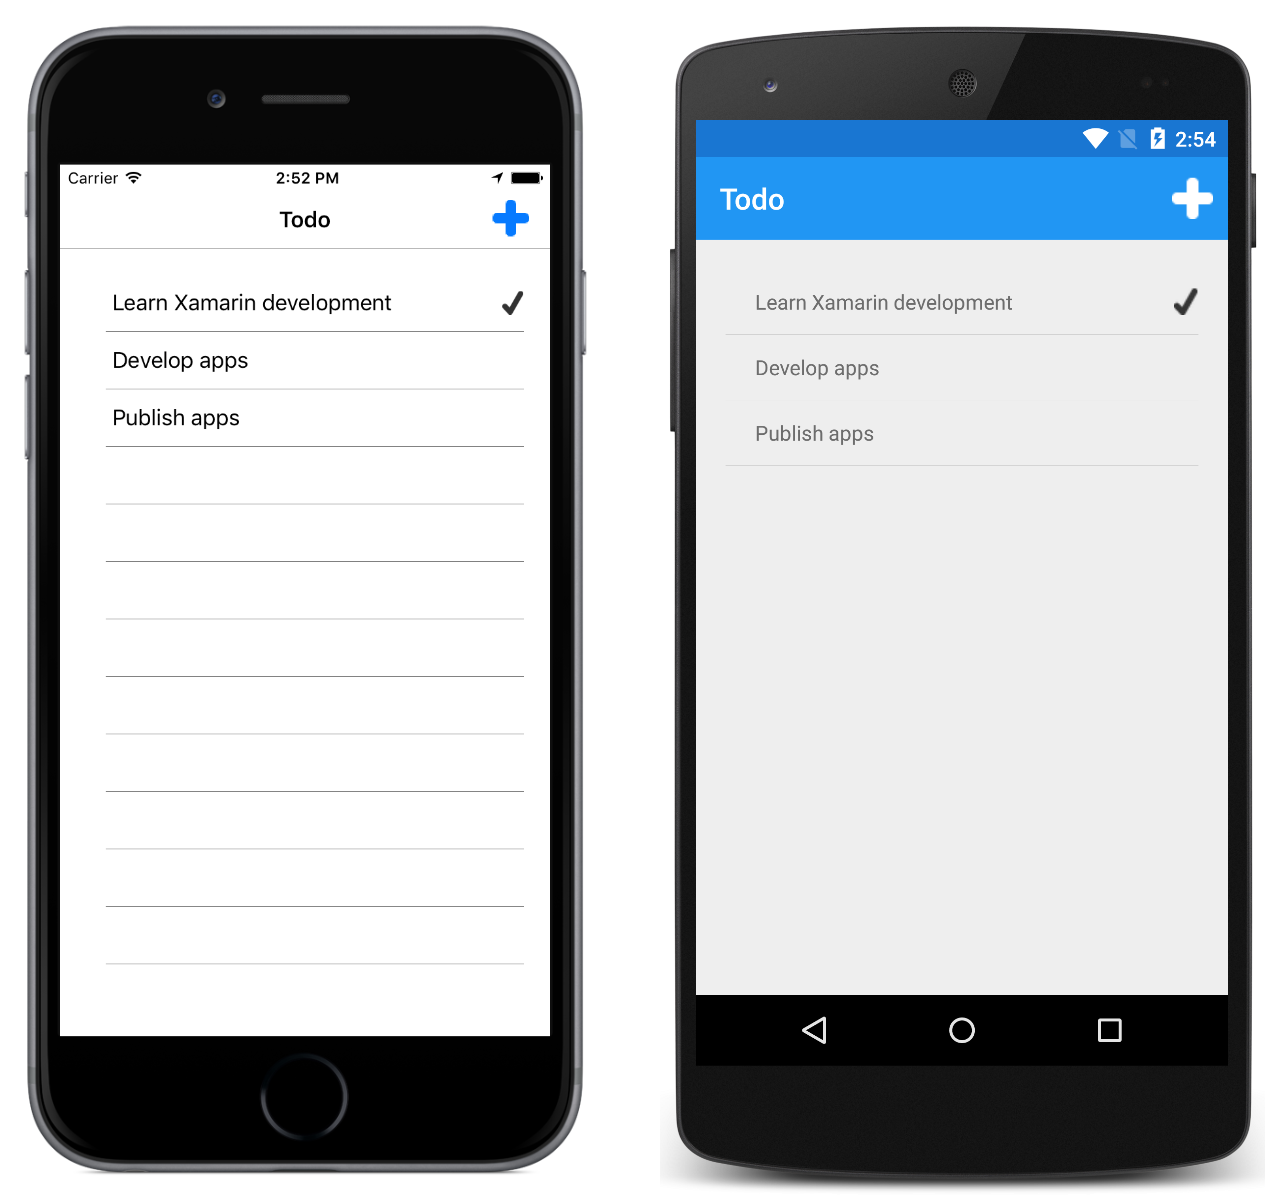 Carrier
2:52 PM
Todo
Learn Xamarin development
Develop apps
Publish apps
2:54
Todo
Learn Xamarin development
Develop apps
Publish apps